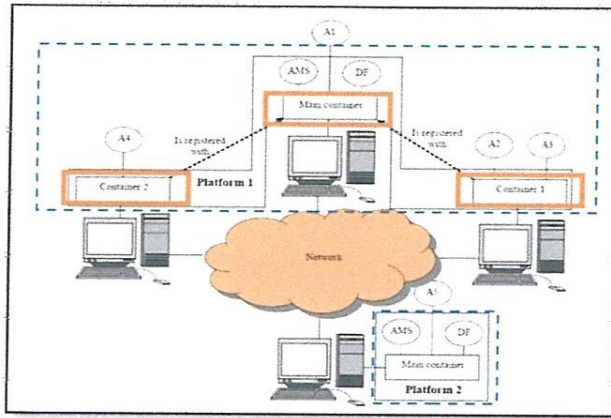 A1
AMS
DF
Main container
A4
Is registered
with
Is registered
with
A2
A3
Container 2
Platform 1
Container 1
Network
A5
AMS
DF
Main container
Platform 2